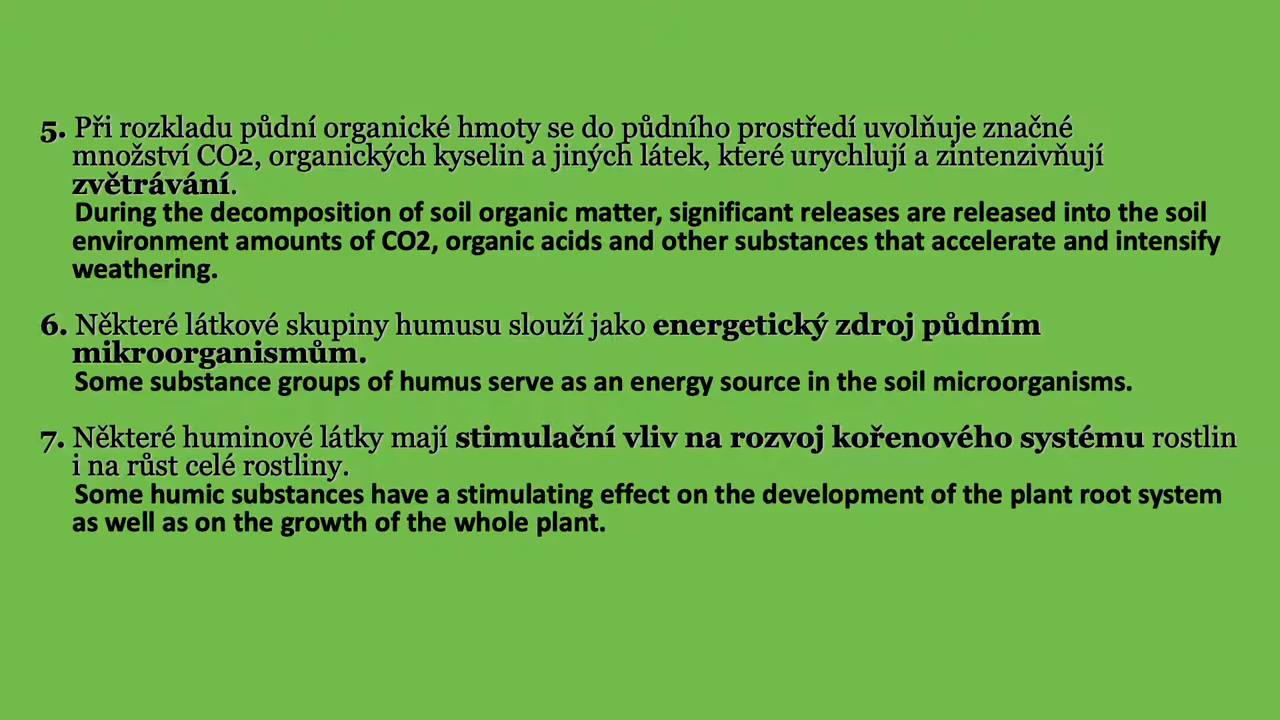 5. Při rozkladu půdní organické hmoty se do půdního prostředí uvolňuje značné
množství CO2, organických kyselin a jiných látek, které urychlují a zintenzivňují
zvětrávání.
During the decomposition of soil organic matter, significant releases are released into the soil
environment amounts of CO2, organic acids and other substances that accelerate and intensify
weathering.
6. Některé látkové skupiny humusu slouží jako energetický zdroj půdním
mikroorganismům.
Some substance groups of humus serve as an energy source in the soil microorganisms.
7. Některé huminové látky mají stimulační vliv na rozvoj kořenového systému rostlin
i na růst celé rostliny.
Some humic substances have a stimulating effect on the development of the plant root system
as well as on the growth of the whole plant.